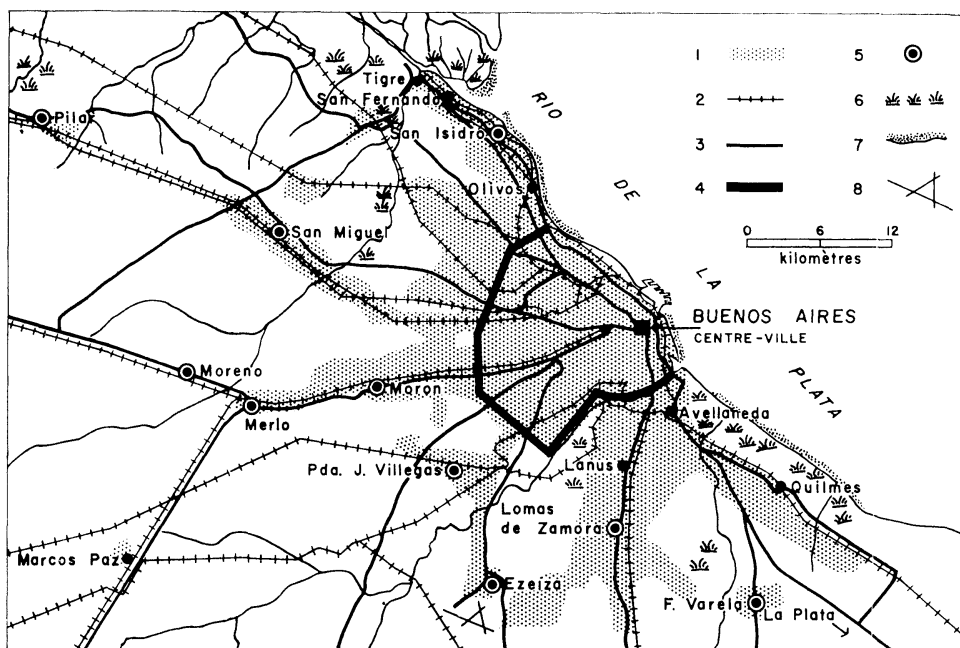 Tigre
San Fernando
San Isidro
Pilar
Olivos
San Miguel
RIO
DE
LA
PLATA
1
2
3
4
5
6
7
8
0 6 12
kilomètres
BUENOS AIRES
CENTRE-VILLE
Moreno
Merlo
Moron
Avellaneda
Pda. J. Villegas
Lanus
Quilmes
Lomas
de Zamora
Marcos Paz
Ezeiza
F. Varela
La Plata